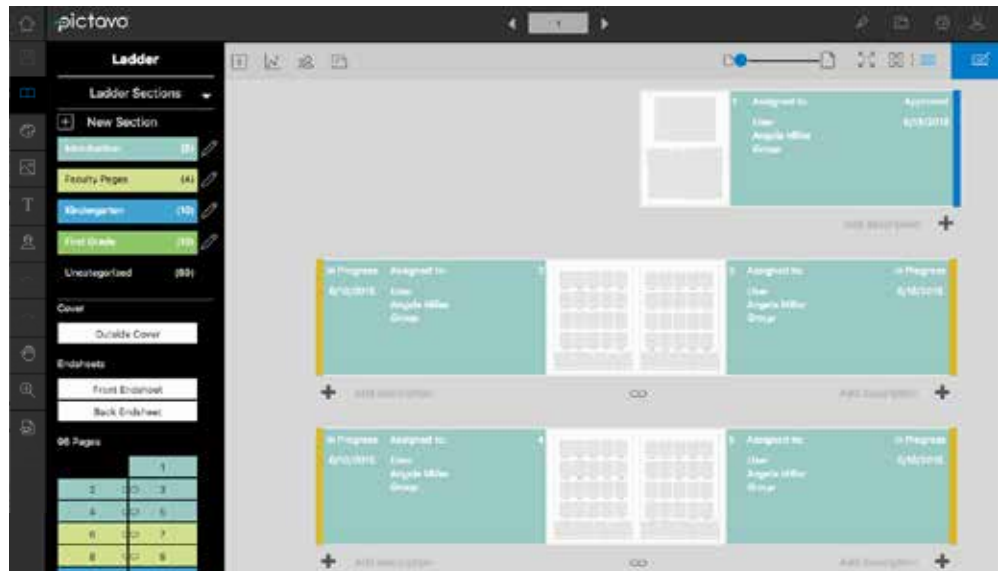 pictavo
Ladder
Ladder Sections
New Section
Introduction (5)
Faculty Pages (4)
Kindergarten (10)
First Grade (10)
Uncategorized
Cover
Outside Cover
Endsheets
Front Endsheet
Back Endsheet
96 Pages
1
2 3
4 5
6 7
8 9
1 Assigned to: Approved
User
Angela Miller
Group
Add description
In Progress Assigned to: 2
User
Angela Miller
Group
3 Assigned to: In Progress
User
Angela Miller
Group
Add description
Add description
In Progress Assigned to: 4
User
Angela Miller
Group
5 Assigned to: In Progress
User
Angela Miller
Group
Add description
Add description